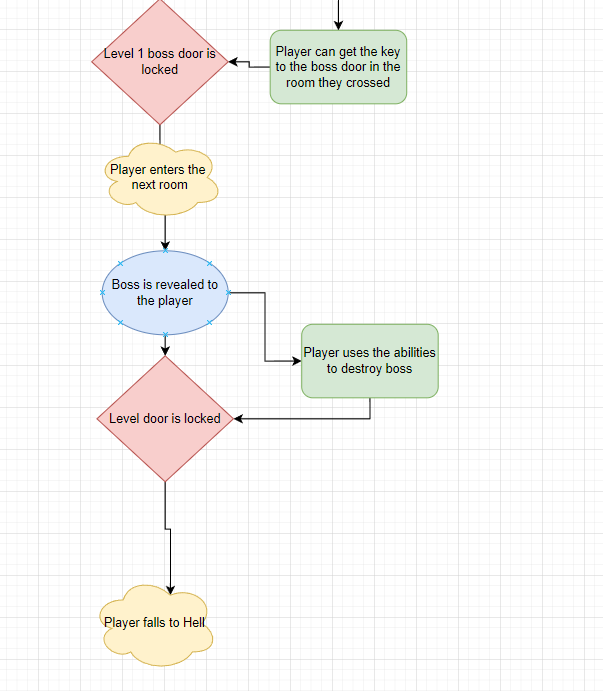 Level 1 boss door is
locked
Player can get the key
to the boss door in the
room they crossed
Player enters the
next room
Boss is revealed to
the player
Player uses the abilities
to destroy boss
Level door is locked
Player falls to Hell